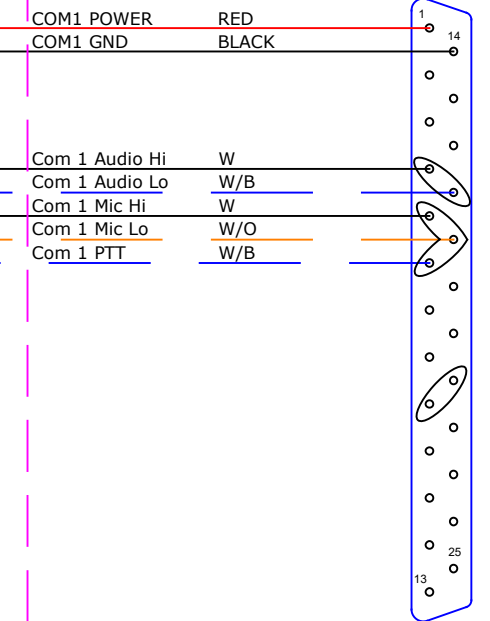 COM1 POWER RED 1
COM1 GND BLACK 14
Com 1 Audio Hi W
Com 1 Audio Lo W/B
Com 1 Mic Hi W
Com 1 Mic Lo W/O
Com 1 PTT W/B
25
13